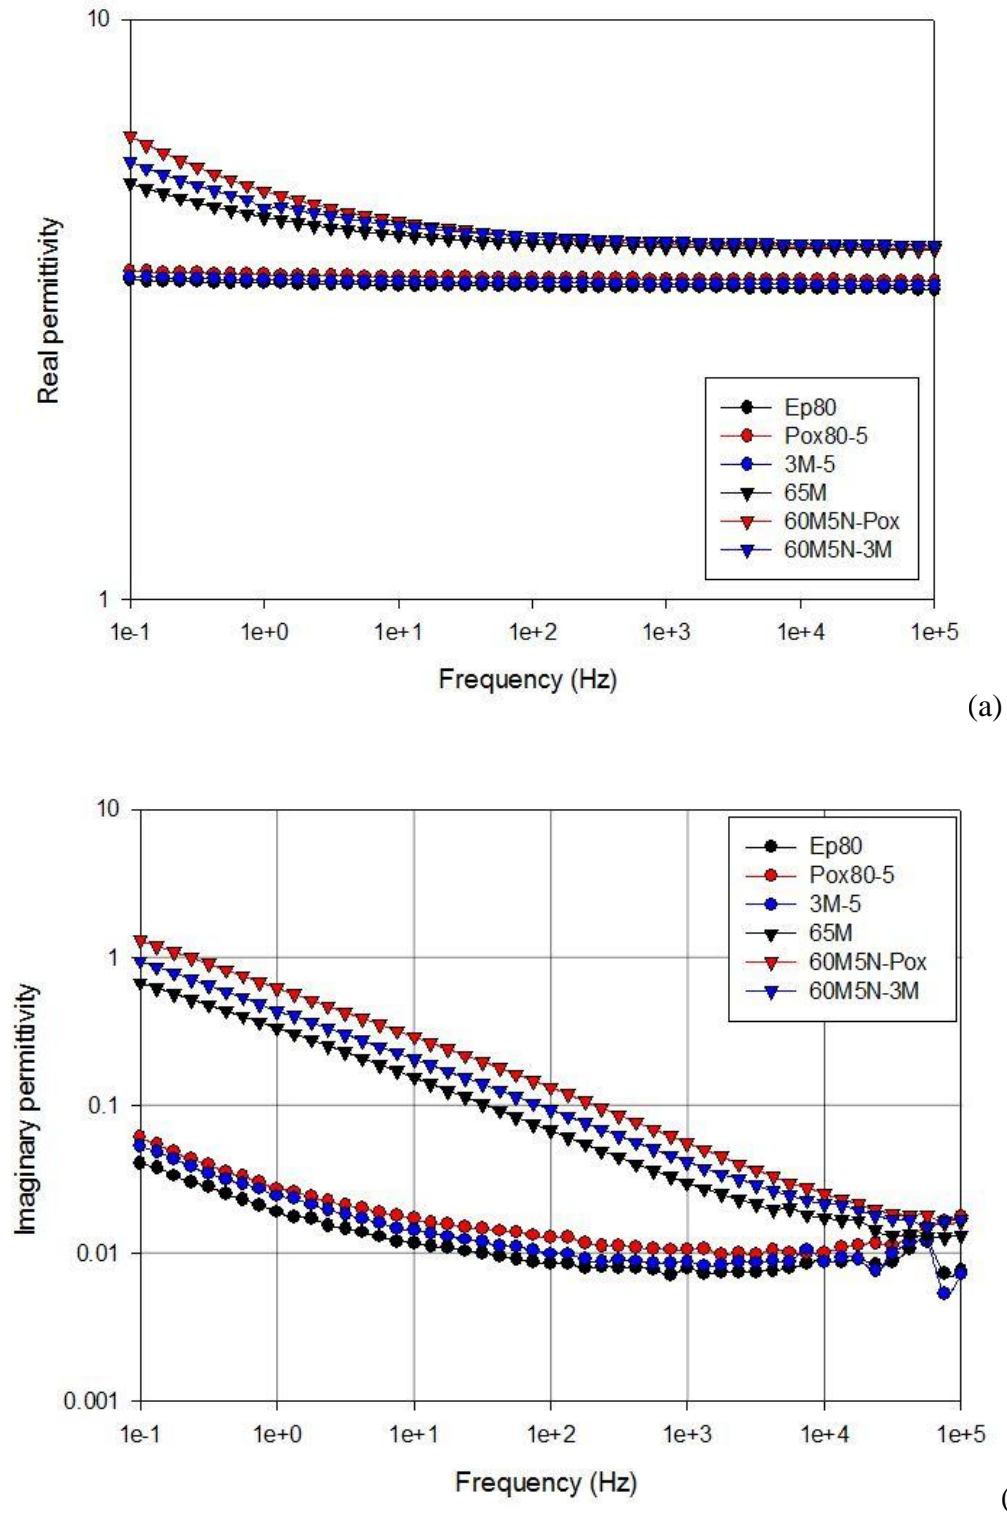 10
Real permittivity
Ep80
Pox80-5
3M-5
65M
60M5N-Pox
60M5N-3M
1
1e-1 1e+0 1e+1 1e+2 1e+3 1e+4 1e+5
Frequency (Hz)
(a)
10
Ep80
Pox80-5
3M-5
65M
60M5N-Pox
60M5N-3M
1
Imaginary permittivity
0.1
0.01
0.001
1e-1 1e+0 1e+1 1e+2 1e+3 1e+4 1e+5
Frequency (Hz)
(